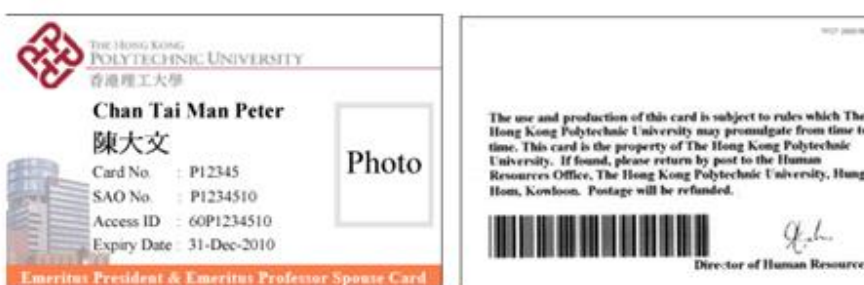 THE HONG KONG
POLYTECHNIC UNIVERSITY
香港理工大學
Chan Tai Man Peter
陳大文
Card No. : P12345
SAO No. : P1234510
Access ID : 60P1234510
Expiry Date : 31-Dec-2010
Photo
Emeritus President & Emeritus Professor Spouse Card
The use and production of this card is subject to rules which The
Hong Kong Polytechnic University may promulgate from time to
time. This card is the property of The Hong Kong Polytechnic
University. If found, please return by post to the Human
Resources Office, The Hong Kong Polytechnic University, Hung
Hom, Kowloon. Postage will be refunded.
Director of Human Resource